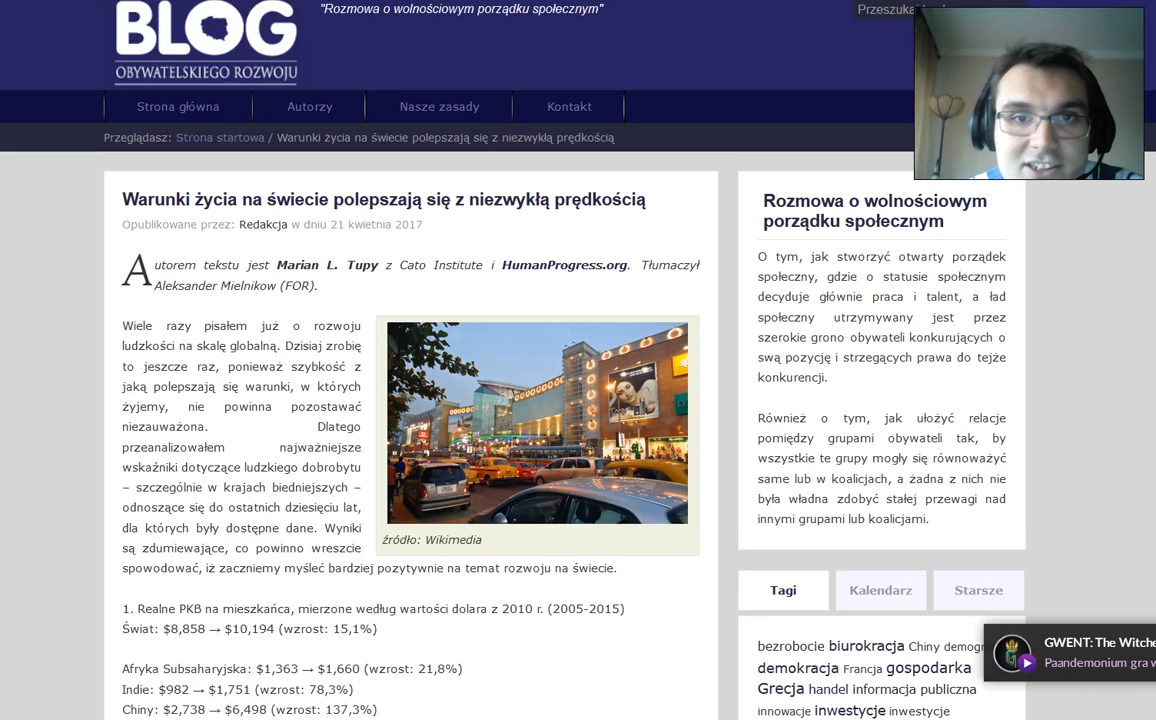 BLOG
OBYWATELSKIEGO ROZWOJU
"Rozmowa o wolnościowym porządku społecznym"
Strona główna
Autorzy
Nasze zasady
Kontakt
Przeglądasz: Strona startowa / Warunki życia na świecie polepszają się z niezwykłą prędkością
Warunki życia na świecie polepszają się z niezwykłą prędkością
Opublikowane przez: Redakcja w dniu 21 kwietnia 2017
Autorem tekstu jest Marian L. Tupy z Cato Institute i HumanProgress.org. Tłumaczył
Aleksander Mielnikow (FOR).
Wiele razy pisałem już o rozwoju
ludzkości na skalę globalną. Dzisiaj zrobię
to jeszcze raz, ponieważ szybkość z
jaką polepszają się warunki, w których
żyjemy, nie powinna pozostawać
niezauważona. Dlatego
przeanalizowałem najważniejsze
wskaźniki dotyczące ludzkiego dobrobytu
– szczególnie w krajach biedniejszych –
odnoszące się do ostatnich dziesięciu lat,
dla których były dostępne dane. Wyniki
są zdumiewające, co powinno wreszcie
spowodować, iż zaczniemy myśleć bardziej pozytywnie na temat rozwoju na świecie.
źródło: Wikimedia
1. Realne PKB na mieszkańca, mierzone według wartości dolara z 2010 r. (2005-2015)
Świat: $8,858 → $10,194 (wzrost: 15,1%)
Afryka Subsaharyjska: $1,363 → $1,660 (wzrost: 21,8%)
Indie: $982 → $1,751 (wzrost: 78,3%)
Chiny: $2,738 → $6,498 (wzrost: 137,3%)
Rozmowa o wolnościowym
porządku społecznym
O tym, jak stworzyć otwarty porządek
społeczny, gdzie o statusie społecznym
decyduje głównie praca i talent, a ład
społeczny utrzymywany jest przez
szerokie grono obywateli konkurujących o
swą pozycję i strzegących prawa do tejże
konkurencji.
Również o tym, jak ułożyć relacje
pomiędzy grupami obywateli tak, by
wszystkie te grupy mogły się równoważyć
same lub w koalicjach, a żadna z nich nie
była władna zdobyć stałej przewagi nad
innymi grupami lub koalicjami.
Tagi
Kalendarz
Starsze
bezrobocie biurokracja Chiny
demokracja Francja gospodarka
Grecja handel informacja publiczna
innowacje inwestycje inwestycje
GWENT: The
Paandemonium gra